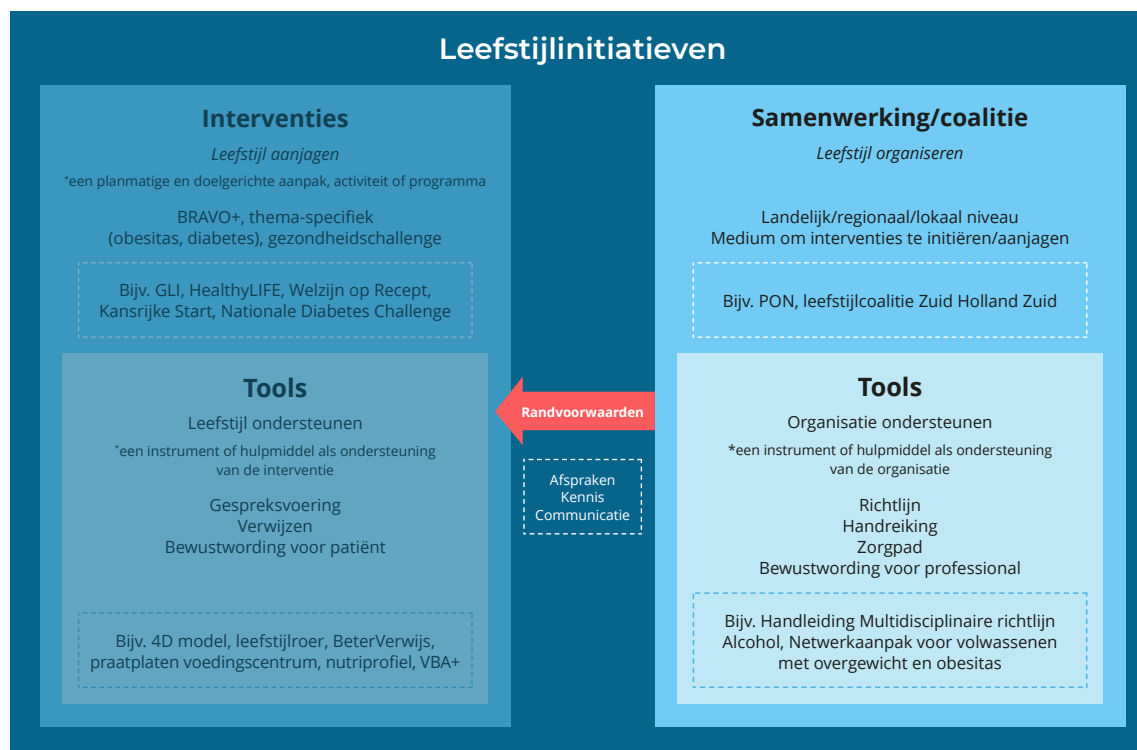 Leefstijlinitiatieven
Interventies
Leefstijl aanjagen
*een planmatige en doelgerichte aanpak, activiteit of programma
BRAVO+, thema-specifiek
(obesitas, diabetes), gezondheidschallenge
Bijv. GLI, HealthyLIFE, Welzijn op Recept,
Kansrijke Start, Nationale Diabetes Challenge
Tools
Leefstijl ondersteunen
*een instrument of hulpmiddel als ondersteuning
van de interventie
Gespreksvoering
Verwijzen
Bewustwording voor patiënt
Bijv. 4D model, leefstijlroer, BeterVerwijs,
praatplaten voedingscentrum, nutriprofiel, VBA+
Randvoorwaarden
Afspraken
Kennis
Communicatie
Samenwerking/coalitie
Leefstijl organiseren
Landelijk/regionaal/lokaal niveau
Medium om interventies te initiëren/aanjagen
Bijv. PON, leefstijlcoalitie Zuid Holland Zuid
Tools
Organisatie ondersteunen
*een instrument of hulpmiddel als ondersteuning
van de organisatie
Richtlijn
Handreiking
Zorgpad
Bewustwording voor professional
Bijv. Handleiding Multidisciplinaire richtlijn
Alcohol, Netwerkaanpak voor volwassenen
met overgewicht en obesitas